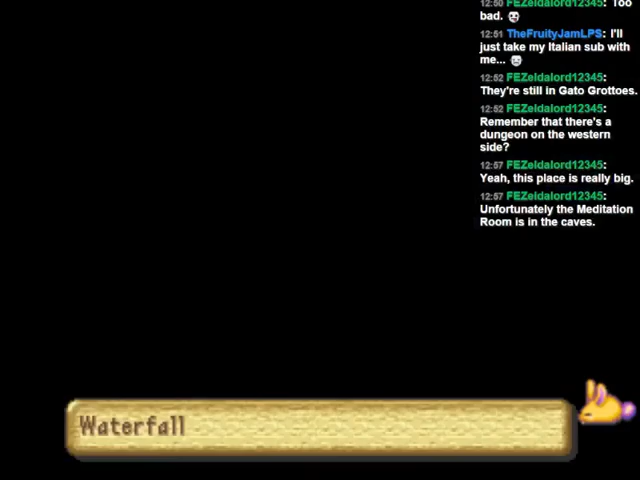 12:50 FEZeldalord12345: Too
bad.
12:51 TheFruityJamLPS: I'll
just take my Italian sub with
me...
12:52 FEZeldalord12345:
They're still in Gato Grottoes.
12:52 FEZeldalord12345:
Remember that there's a
dungeon on the western
side?
12:57 FEZeldalord12345:
Yeah, this place is really big.
12:57 FEZeldalord12345:
Unfortunately the Meditation
Room is in the caves.
Waterfall